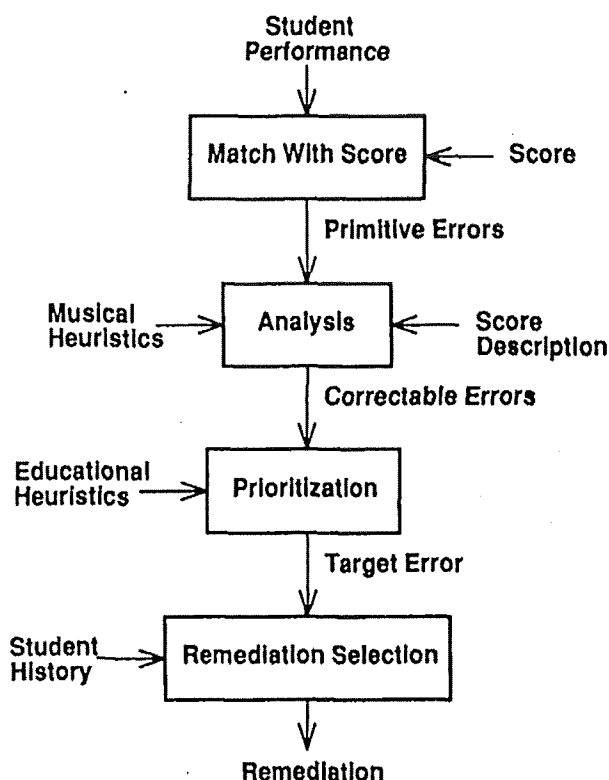 Student
Performance
Match With Score
Score
Primitive Errors
Musical
Heuristics
Analysis
Score
Description
Correctable Errors
Educational
Heuristics
Prioritization
Target Error
Student
History
Remediation Selection
Remediation